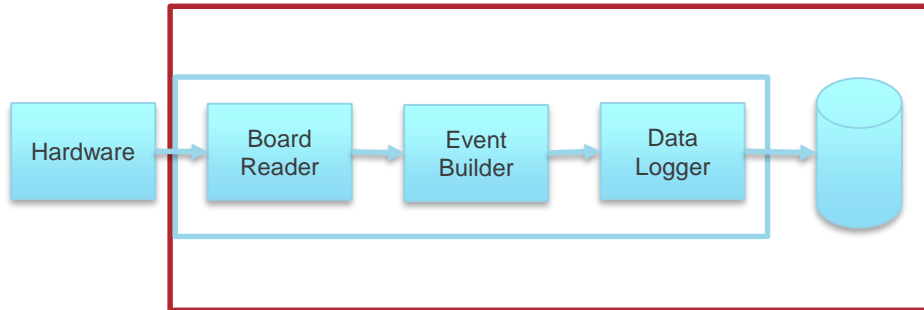 Hardware
Board
Reader
Event
Builder
Data
Logger